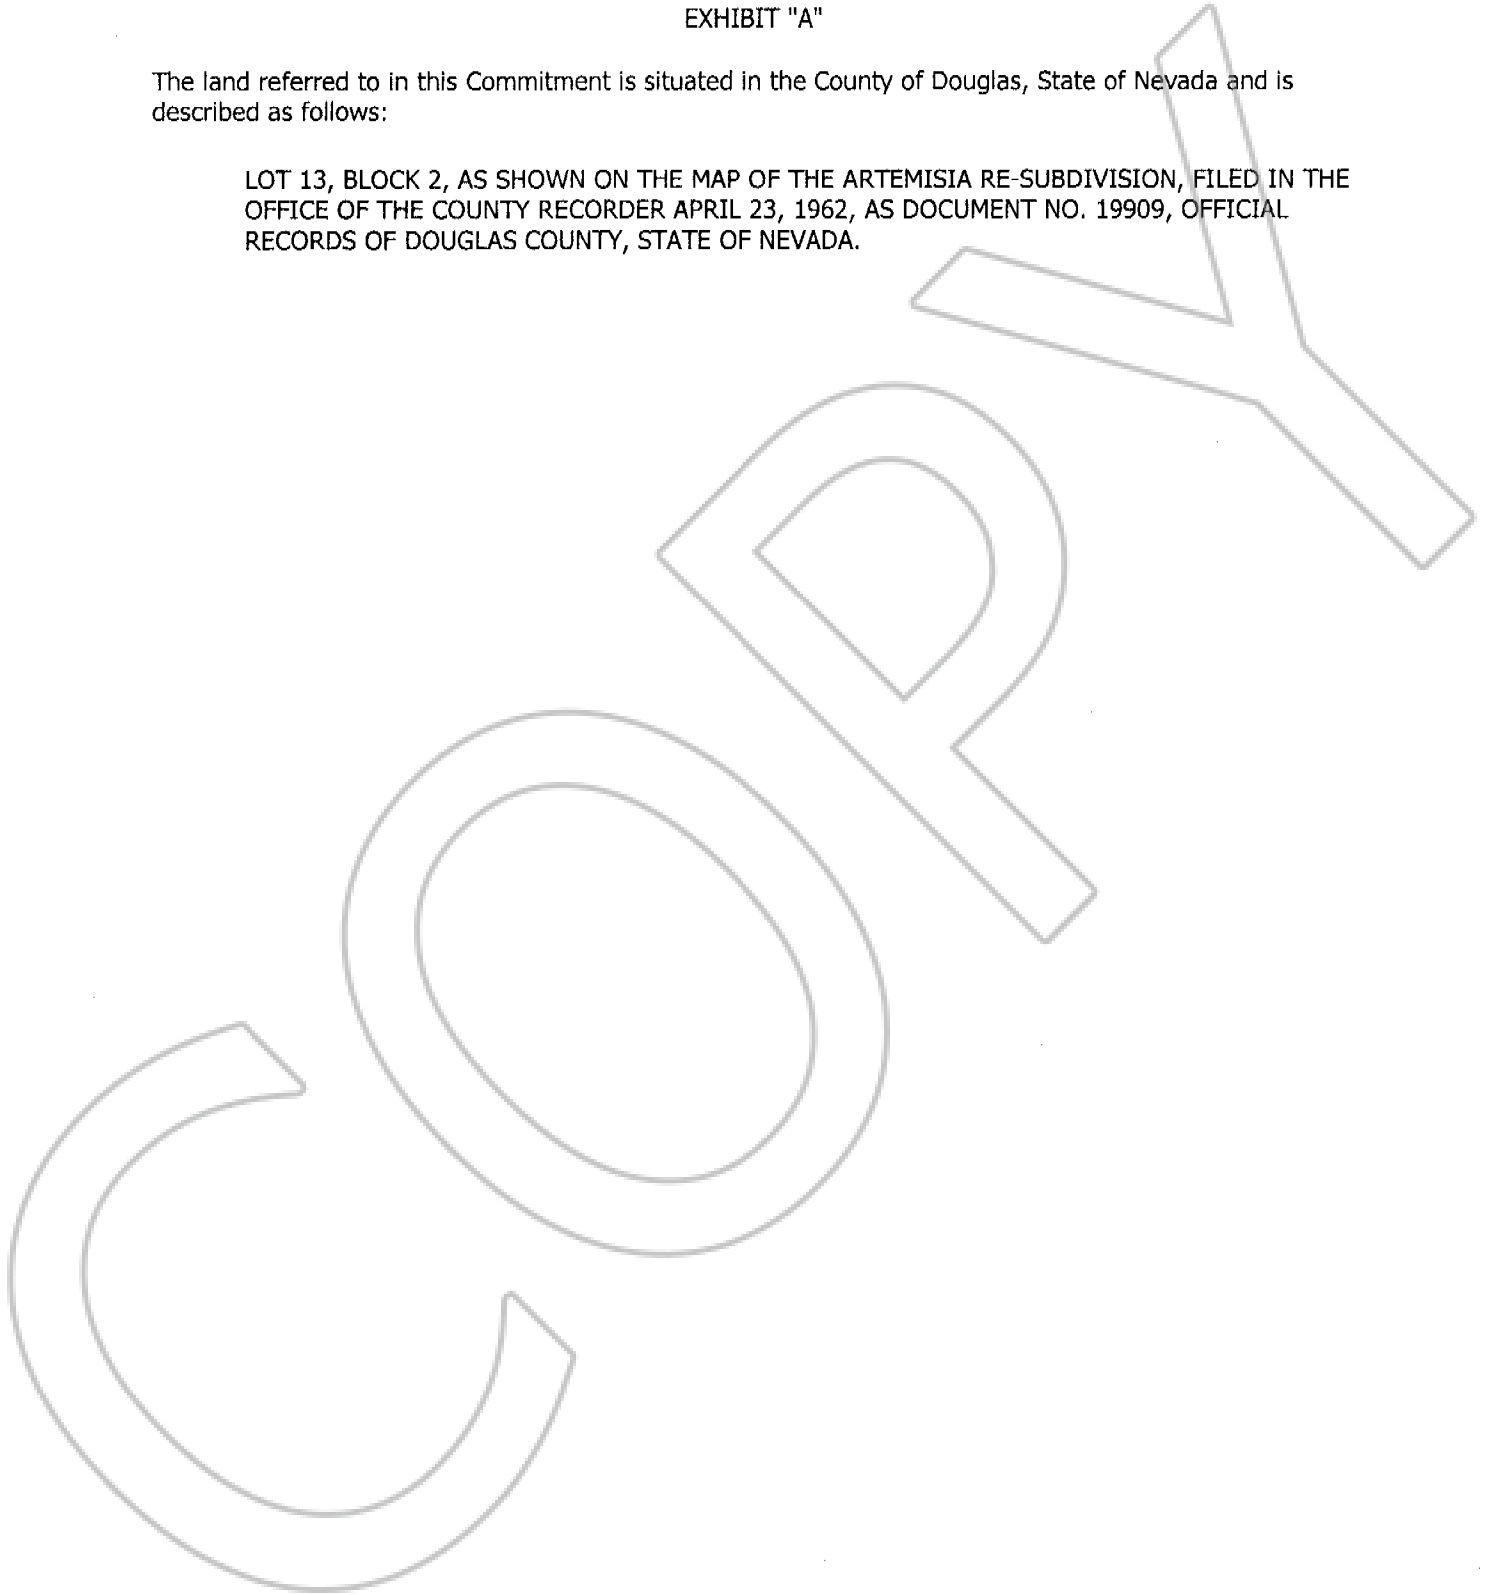 EXHIBIT "A"
The land referred to in this Commitment is situated in the County of Douglas, State of Nevada and is
described as follows:
LOT 13, BLOCK 2, AS SHOWN ON THE MAP OF THE ARTEMISIA RE-SUBDIVISION, FILED IN THE
OFFICE OF THE COUNTY RECORDER APRIL 23, 1962, AS DOCUMENT NO. 19909, OFFICIAL
RECORDS OF DOUGLAS COUNTY, STATE OF NEVADA.
COPY